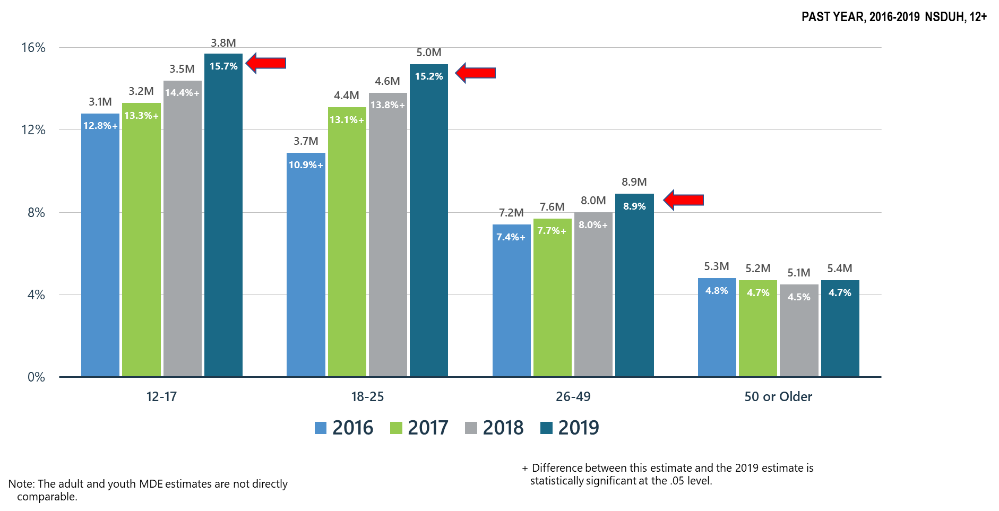 PAST YEAR, 2016-2019 NSDUH, 12+
16%
12%
8%
4%
0%
3.1M
12.8%+
3.2M
13.3%+
3.5M
14.4%+
3.8M
15.7%
3.7M
10.9%+
4.4M
13.1%+
4.6M
13.8%+
5.0M
15.2%
7.2M
7.4%+
7.6M
7.7%+
8.0M
8.0%+
8.9M
8.9%
5.3M
4.8%
5.2M
4.7%
5.1M
4.5%
5.4M
4.7%
12-17
18-25
26-49
50 or Older
2016
2017
2018
2019
+ Difference between this estimate and the 2019 estimate is
statistically significant at the .05 level.
Note: The adult and youth MDE estimates are not directly
comparable.